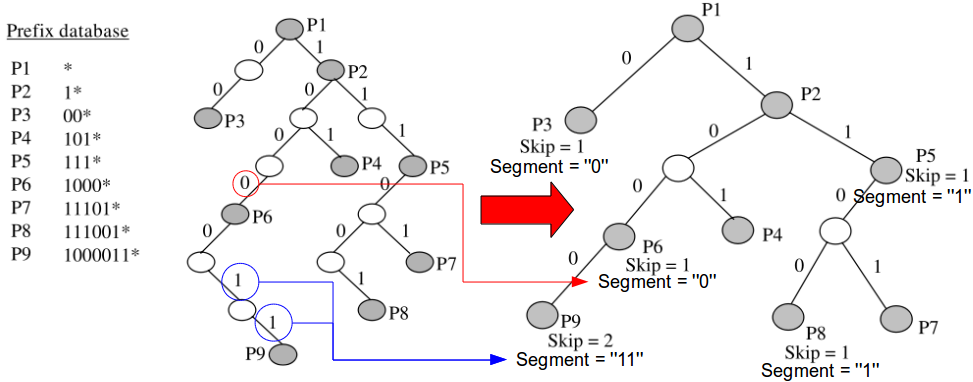 Prefix database
P1 *
P2 1*
P3 00*
P4 101*
P5 111*
P6 1000*
P7 11101*
P8 111001*
P9 1000011*
P1
0 1
P2
0 0 1
P3
0 1 1
P4 P5
0 0
P6
0 0 1
P7
1 1
P8
1
P9
P1
0 1
P2
P3
Skip = 1
Segment = "0"
0 1
P5
Skip = 1
Segment = "1"
0 1 0
P6
Skip = 1
Segment = "0"
P4
0 0 1
P9
Skip = 2
Segment = "11"
P8
Skip = 1
Segment = "1"
P7